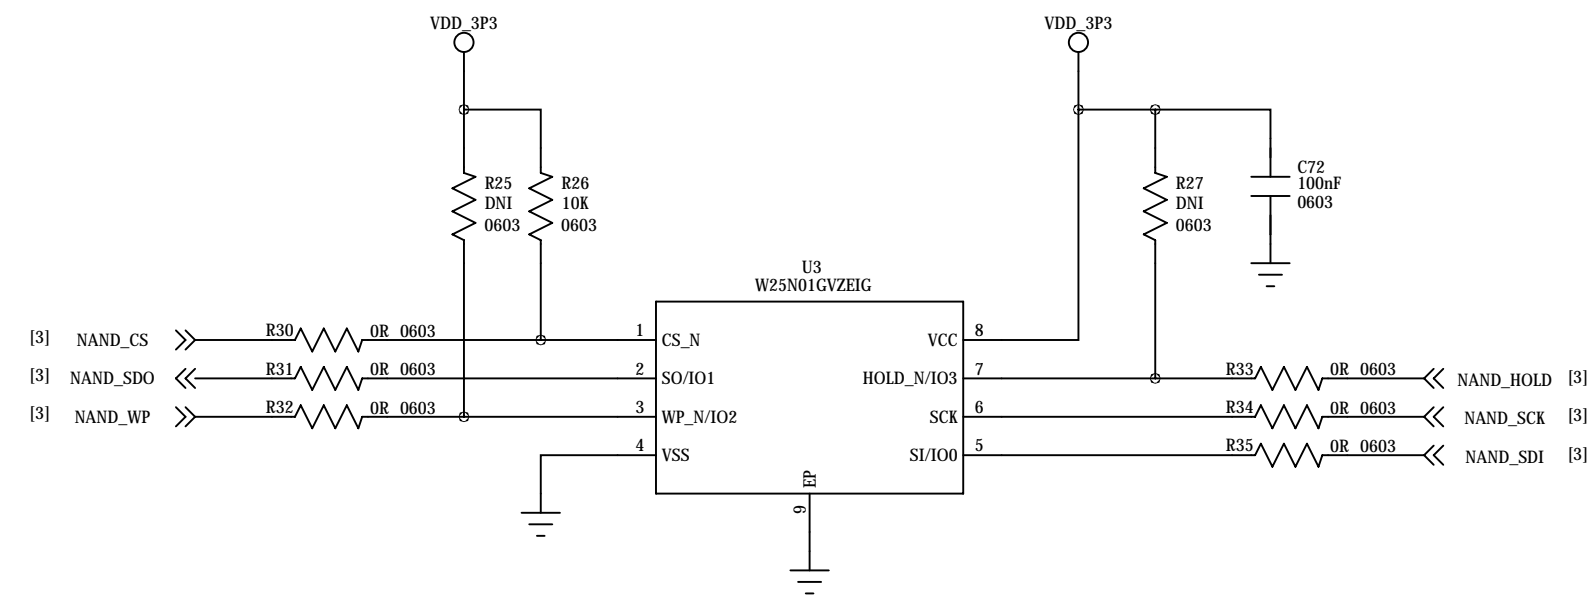 VDD_3P3
VDD_3P3
R25
DNI
0603
R26
10K
0603
R27
DNI
0603
C72
100nF
0603
U3
W25N01GVZEIG
[3] NAND_CS R30 0R 0603 1 CS_N
[3] NAND_SDO R31 0R 0603 2 SO/IO1
[3] NAND_WP R32 0R 0603 3 WP_N/IO2
4 VSS
VCC 8
HOLD_N/IO3 7 R33 0R 0603 NAND_HOLD [3]
SCK 6 R34 0R 0603 NAND_SCK [3]
SI/IO0 5 R35 0R 0603 NAND_SDI [3]
EP
9